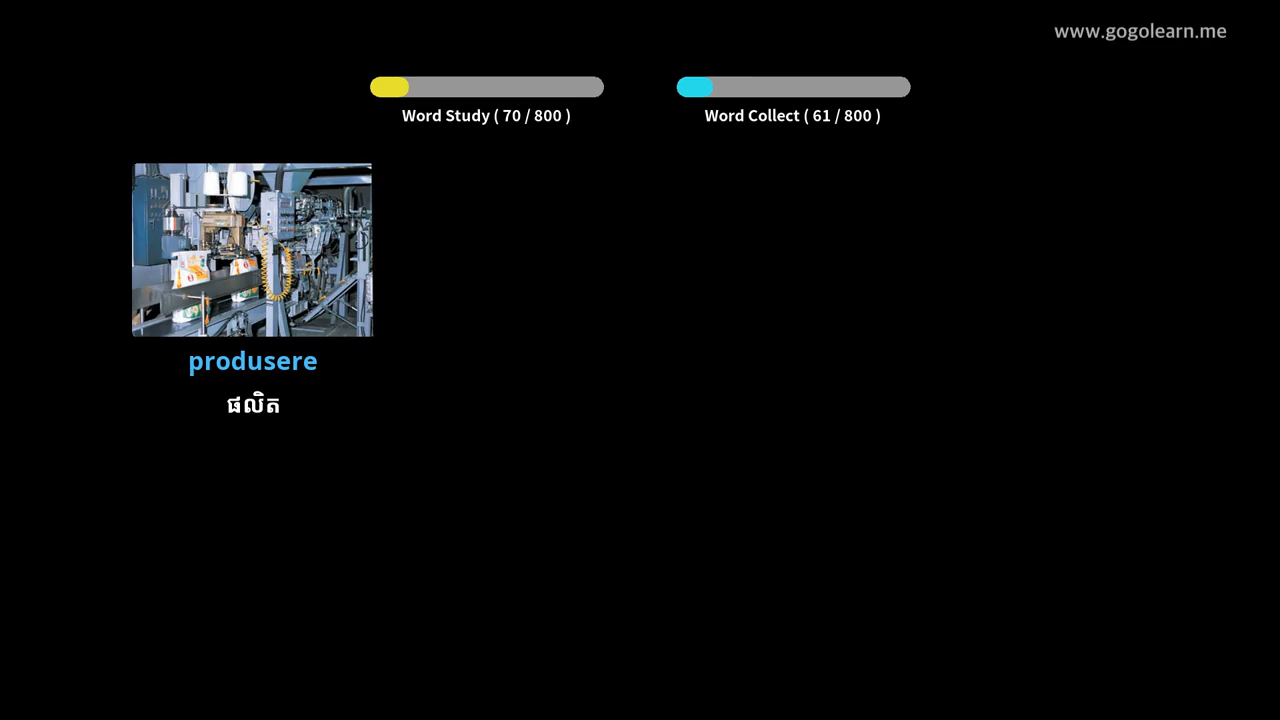 www.gogolearn.me
Word Study ( 70 / 800 )
Word Collect ( 61 / 800 )
produsere
ផលិត